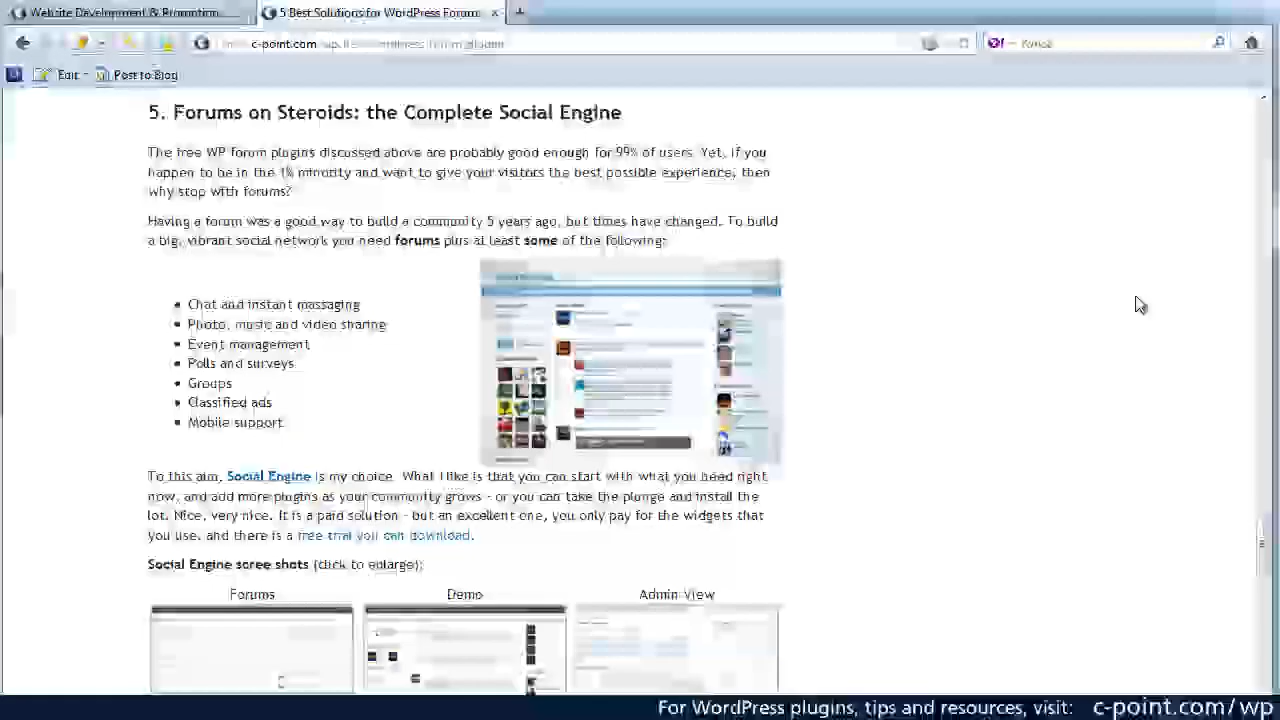 Website Development & Promotion
5 Best Solutions for WordPress Forum
c-point.com
Edit
Post to Blog
5. Forums on Steroids: the Complete Social Engine
The free WP forum plugins discussed above are probably good enough for 99% of users. Yet, if you
happen to be in the 1% minority and want to give your visitors the best possible experience, then
why stop with forums?
Having a forum was a good way to build a community 5 years ago, but times have changed. To build
a big, vibrant social network you need forums plus at least some of the following:
Chat and instant massaging
Photo, music and video sharing
Event management
Polls and surveys
Groups
Classified ads
Mobile support
To this aim, Social Engine is my choice. What I like is that you can start with what you need right
now, and add more plugins as your community grows - or you can take the plunge and install the
lot. Nice, very nice. It is a paid solution - but an excellent one, you only pay for the widgets that
you use, and there is a free trial you can download.
Social Engine scree shots (click to enlarge):
Forums
Demo
Admin View
For WordPress plugins, tips and resources, visit: c-point.com/wp